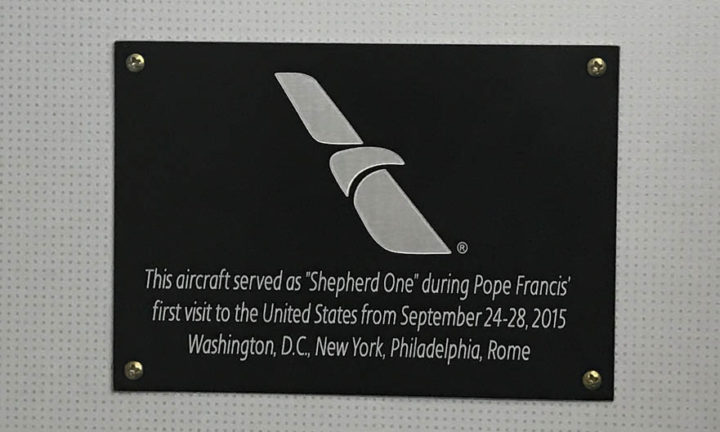 ®
This aircraft served as "Shepherd One" during Pope Francis'
first visit to the United States from September 24-28, 2015
Washington, D.C., New York, Philadelphia, Rome